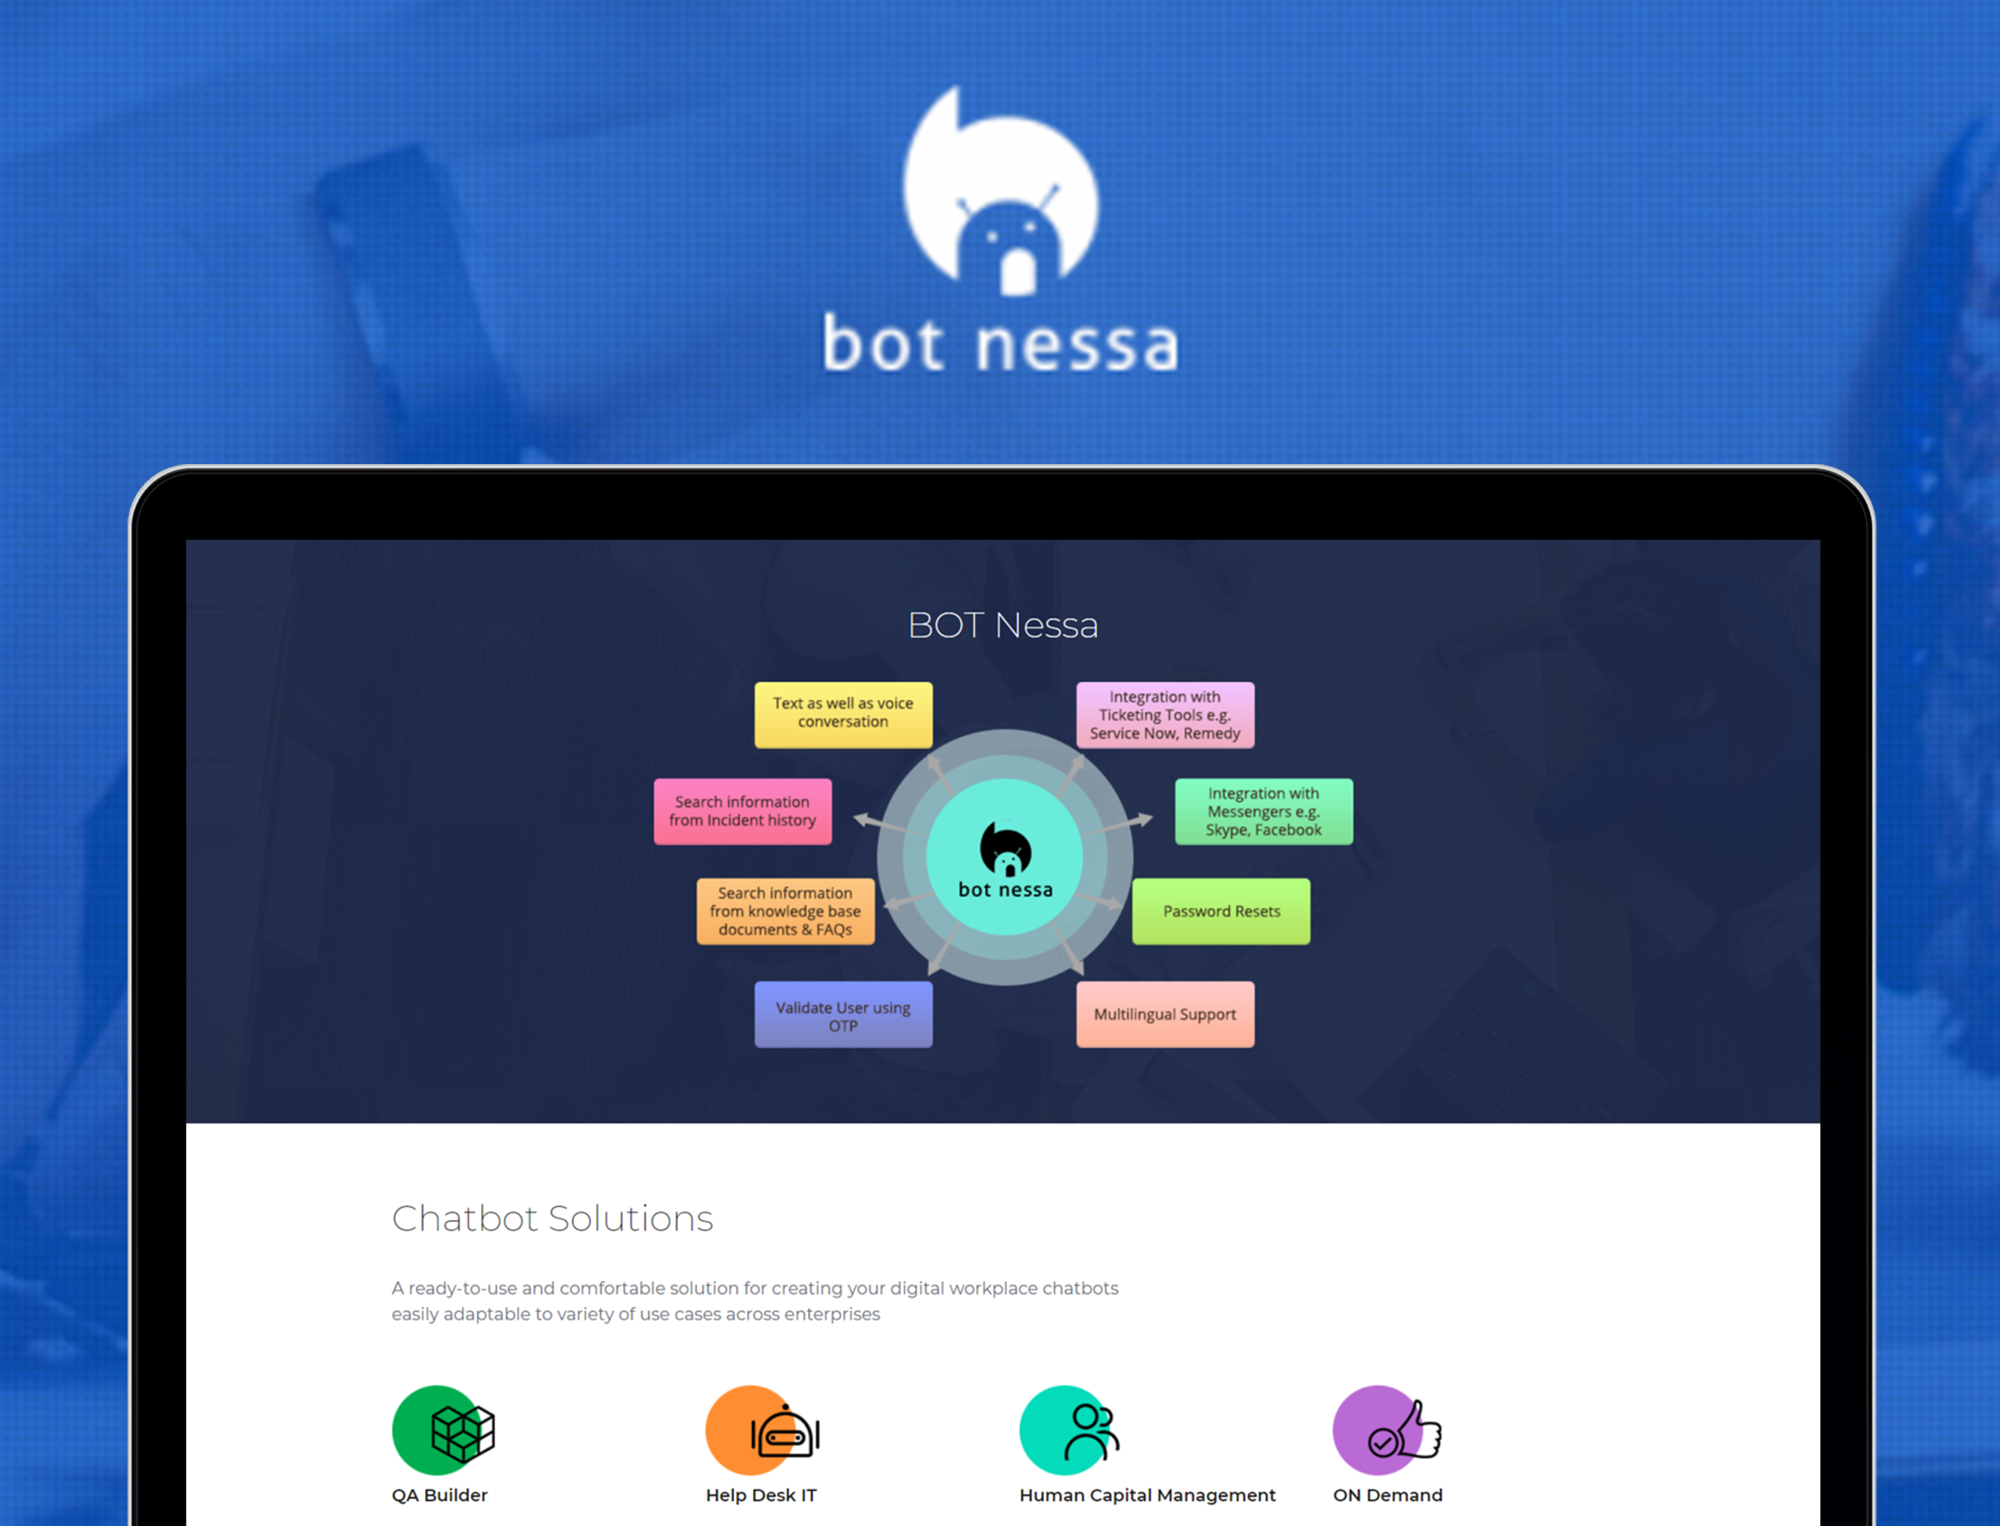 bot nessa
BOT Nessa
Text as well as voice
conversation
Integration with
Ticketing Tools e.g.
Service Now, Remedy
Search information
from Incident history
Integration with
Messengers e.g.
Skype, Facebook
bot nessa
Search information
from knowledge base
documents & FAQs
Password Resets
Validate User using
OTP
Multilingual Support
Chatbot Solutions
A ready-to-use and comfortable solution for creating your digital workplace chatbots
easily adaptable to variety of use cases across enterprises
QA Builder
Help Desk IT
Human Capital Management
ON Demand